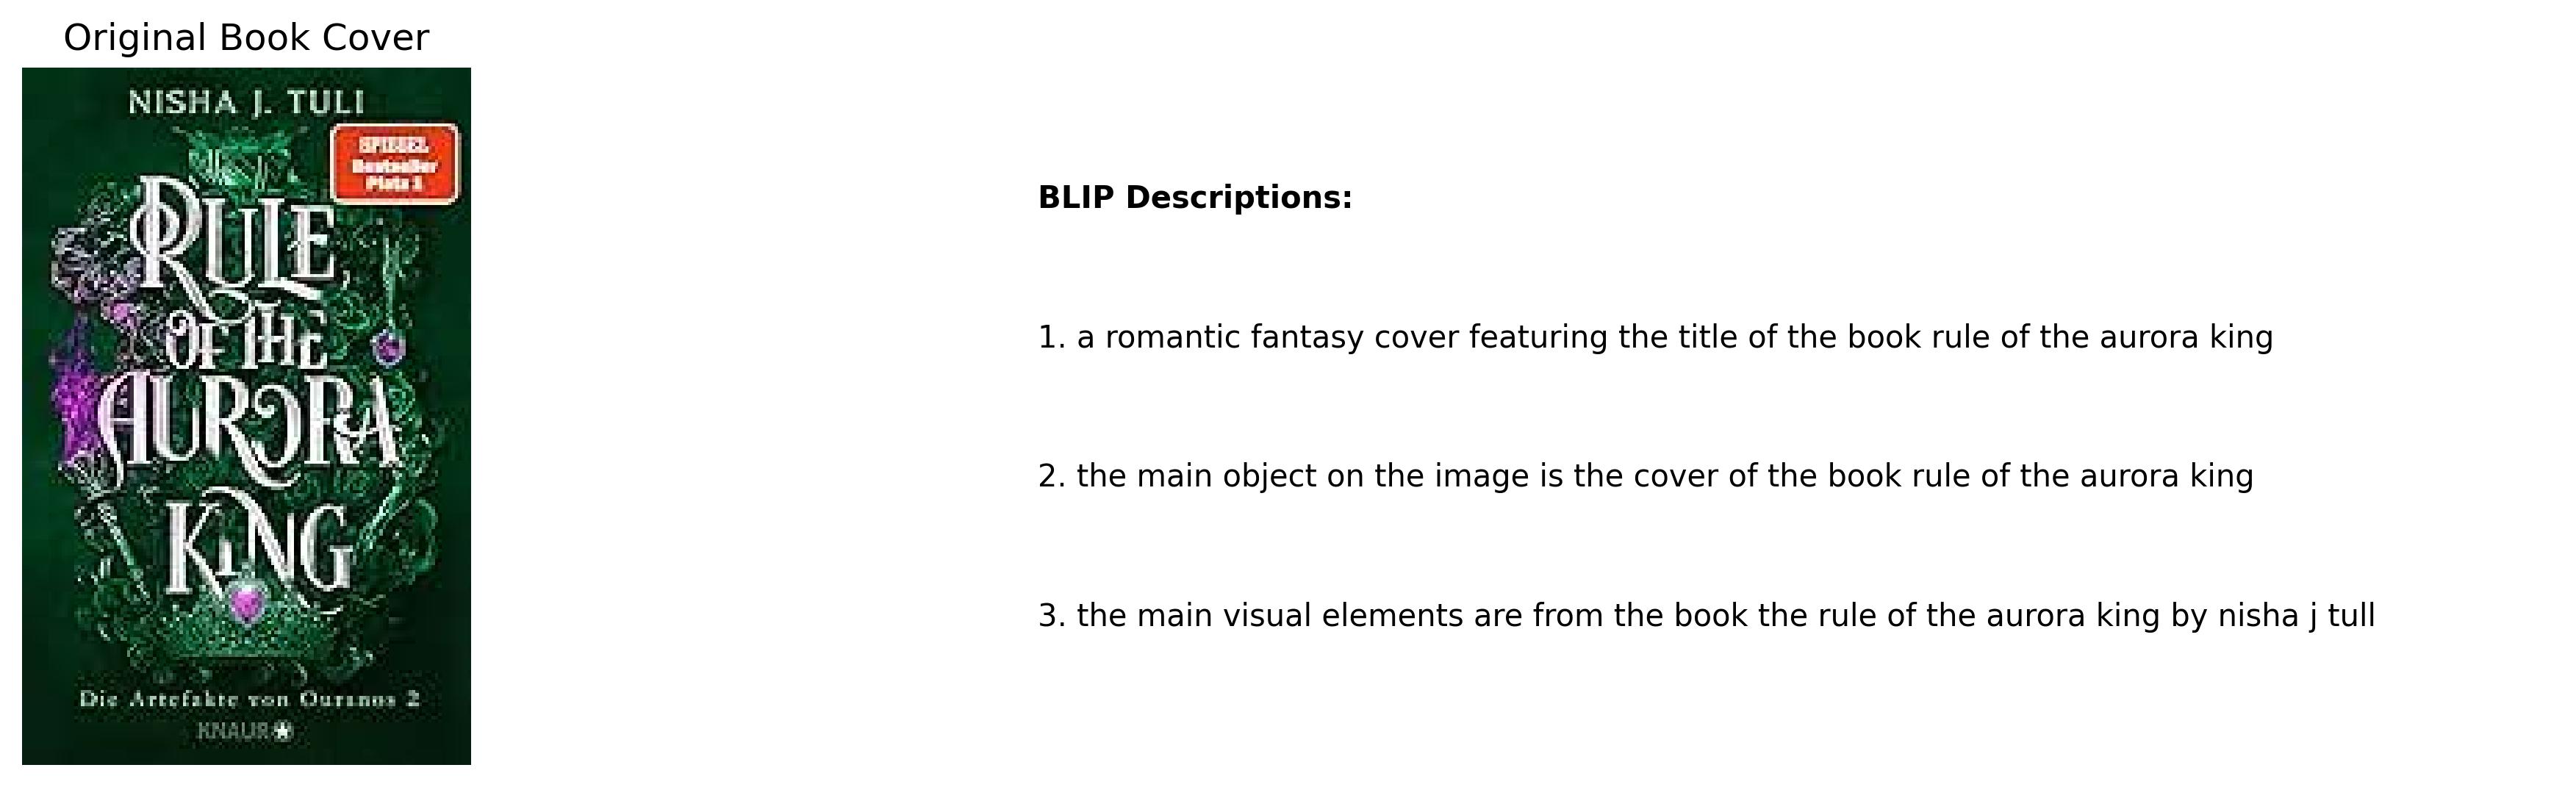 Original Book Cover
NISHA J. TULI
SPIEGEL
Bestseller
Platz 1
RULE
OF THE
AURORA
KING
Die Artefakte von Ouranos 2
KNAUR
BLIP Descriptions:
1. a romantic fantasy cover featuring the title of the book rule of the aurora king
2. the main object on the image is the cover of the book rule of the aurora king
3. the main visual elements are from the book the rule of the aurora king by nisha j tull